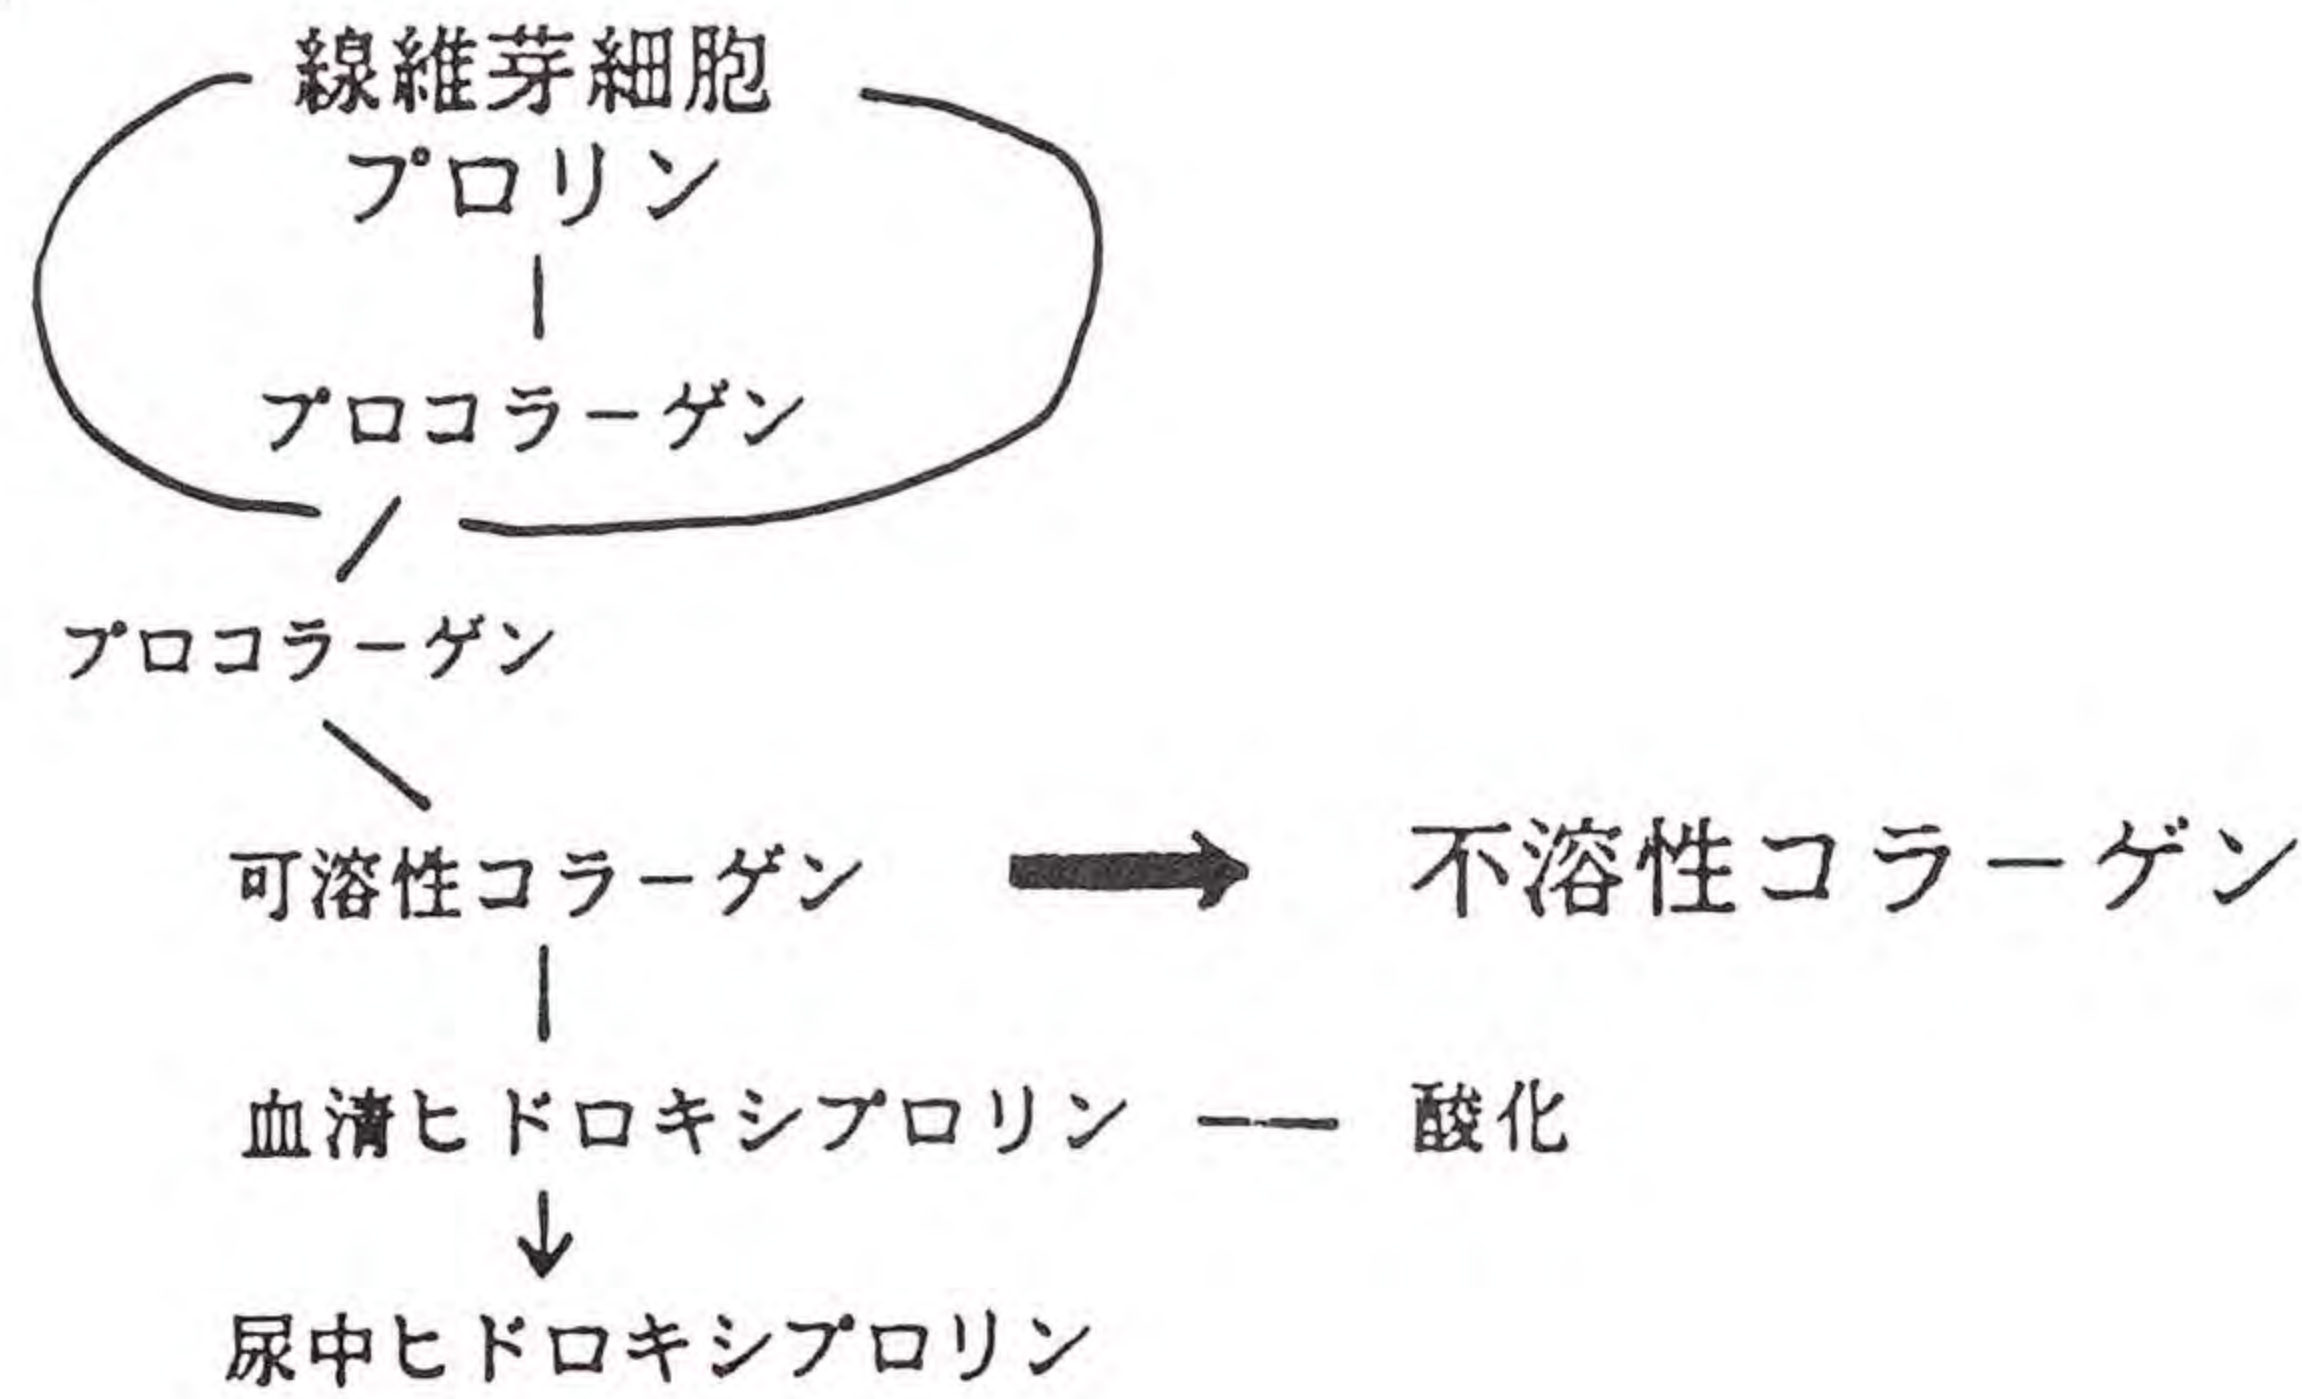 線維芽細胞
プロリン
プロコラーゲン
プロコラーゲン
可溶性コラーゲン
不溶性コラーゲン
血清ヒドロキシプロリン
酸化
尿中ヒドロキシプロリン